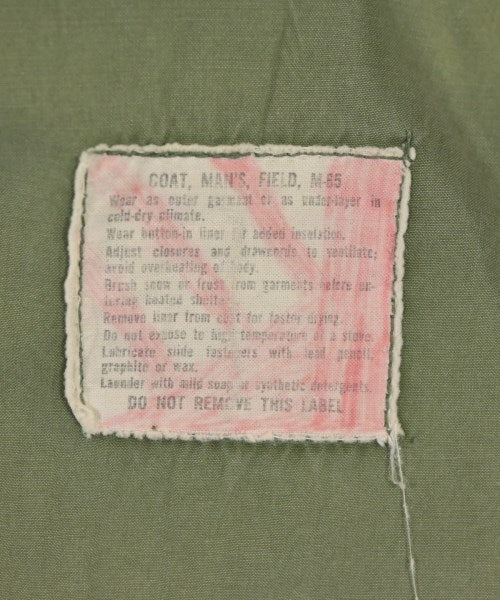 COAT, MAN'S, FIELD, M-65
Wear as outer garment or as under-layer in
cold-dry climate.
Wear button-in liner for added insulation.
Adjust closures and drawcords to ventilate;
avoid overheating of body.
Brush snow or frost from garments before en-
tering heated shelter.
Remove liner from coat for faster drying.
Do not expose to high temperature of a stove.
Lubricate slide fasteners with lead pencil,
graphite or wax.
Launder with mild soap or synthetic detergents.
DO NOT REMOVE THIS LABEL